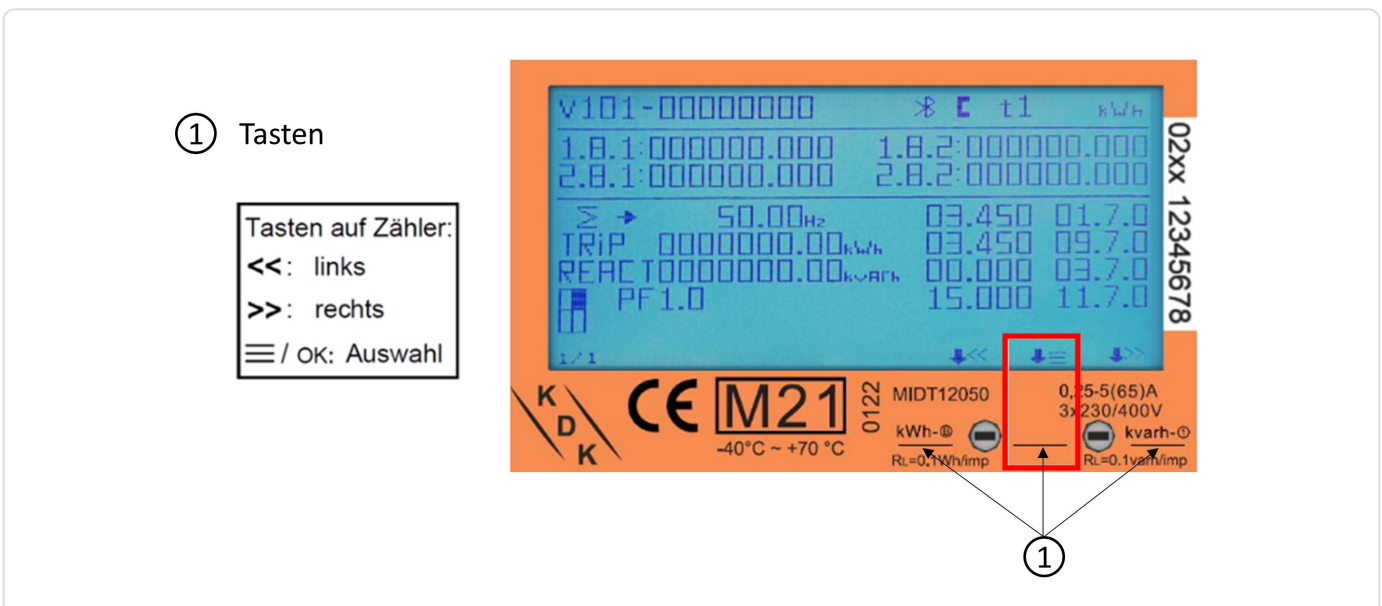 ① Tasten
Tasten auf Zähler:
<<: links
>>: rechts
☰ / OK: Auswahl
V101-00000000 t1 kWh
1.8.1:000000.000 1.8.2:000000.000
2.8.1:000000.000 2.8.2:000000.000
Σ → 50.00Hz 03.450 01.7.0
TRiP 0000000.00kWh 03.450 09.7.0
REACT0000000.00kvarh 00.000 03.7.0
PF1.0 15.000 11.7.0
1/1 ⬇<< ⬇☰ ⬇>>
02xx 12345678
KDK
CE M21 0122
-40°C ~ +70 °C
MIDT12050 0,25-5(65)A
3x230/400V
kWh-⑪ kvarh-①
RL=0.1Wh/imp RL=0.1varh/imp
①